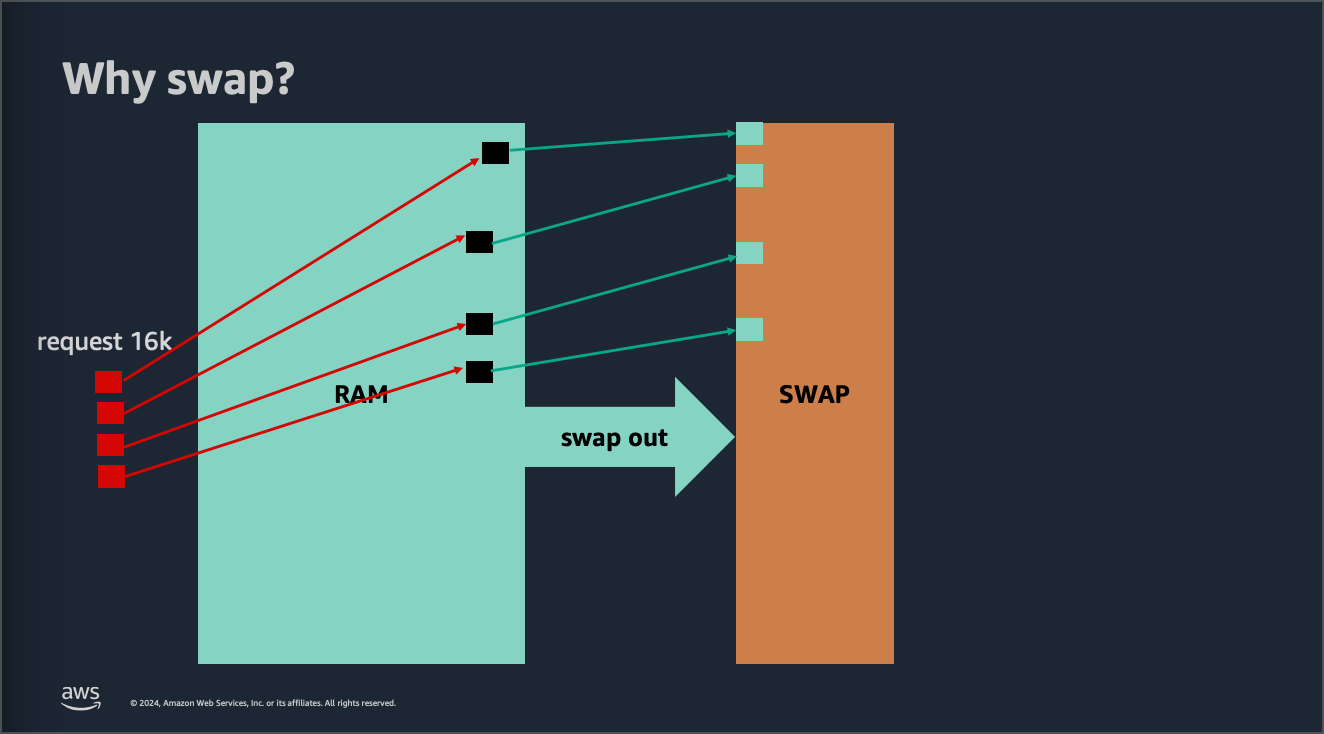 Why swap?
request 16k
RAM
SWAP
swap out
aws
© 2024, Amazon Web Services, Inc. or its affiliates. All rights reserved.